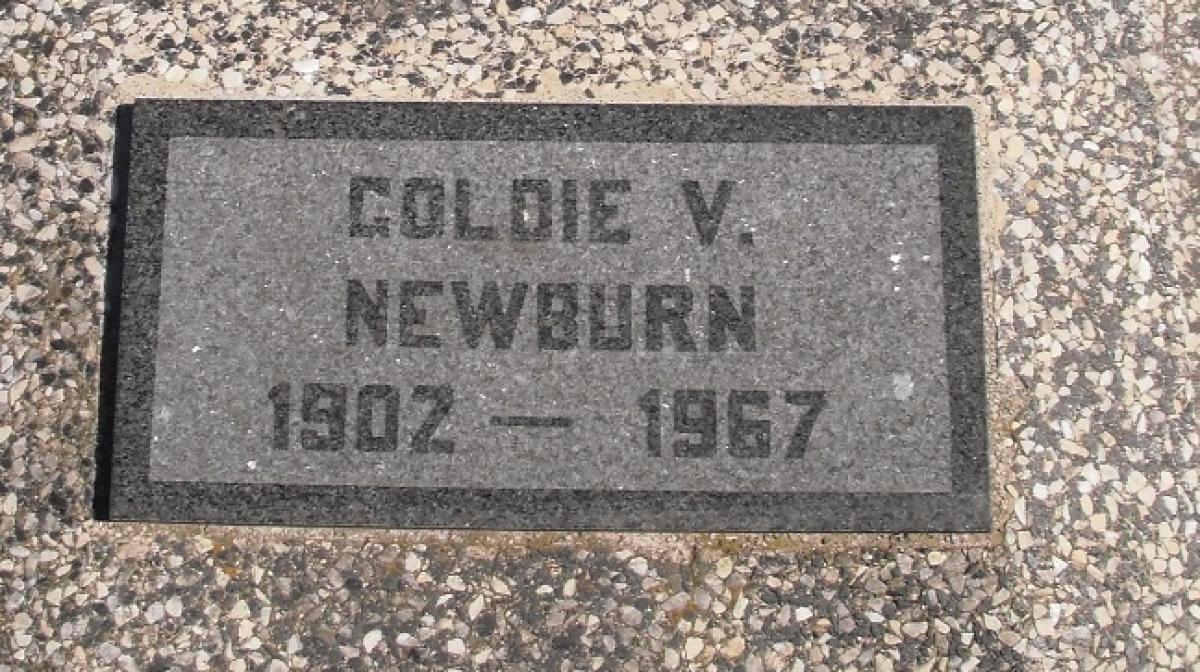 GOLDIE V.
NEWBURN
1902 — 1967